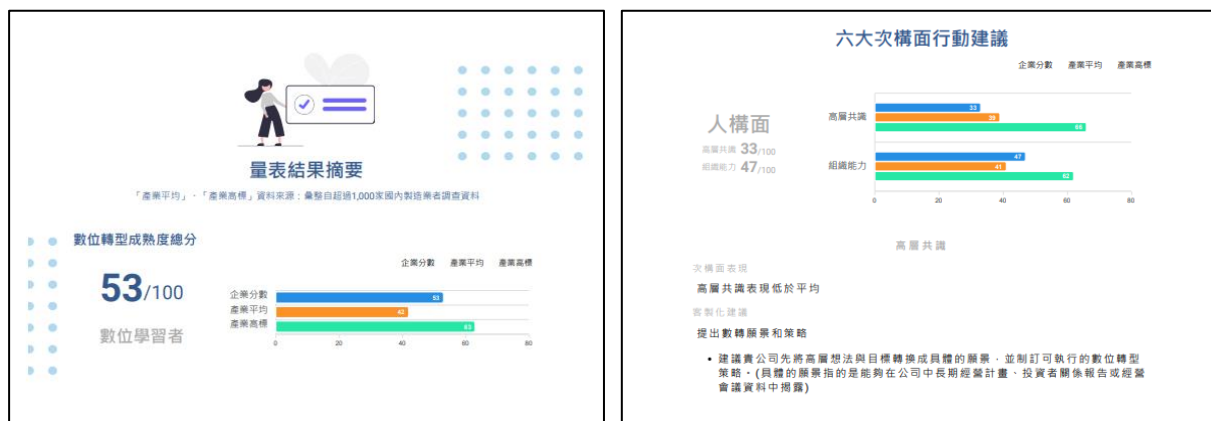 量表結果摘要
「產業平均」、「產業高標」資料來源：彙整自超過1,000家國內製造業者調查資料
數位轉型成熟度總分
53/100
數位學習者
企業分數 產業平均 產業高標
企業分數 53
產業平均 42
產業高標 63
0 20 40 60 80
六大次構面行動建議
企業分數 產業平均 產業高標
人構面
高層共識 33/100
組織能力 47/100
高層共識
33
39
66
組織能力
47
41
62
0 20 40 60 80
高層共識
次構面表現
高層共識表現低於平均
客製化建議
提出數轉願景和策略
• 建議貴公司先將高層想法與目標轉換成具體的願景，並制訂可執行的數位轉型
策略。(具體的願景指的是能夠在公司中長期經營計畫、投資者關係報告或經營
會議資料中揭露)